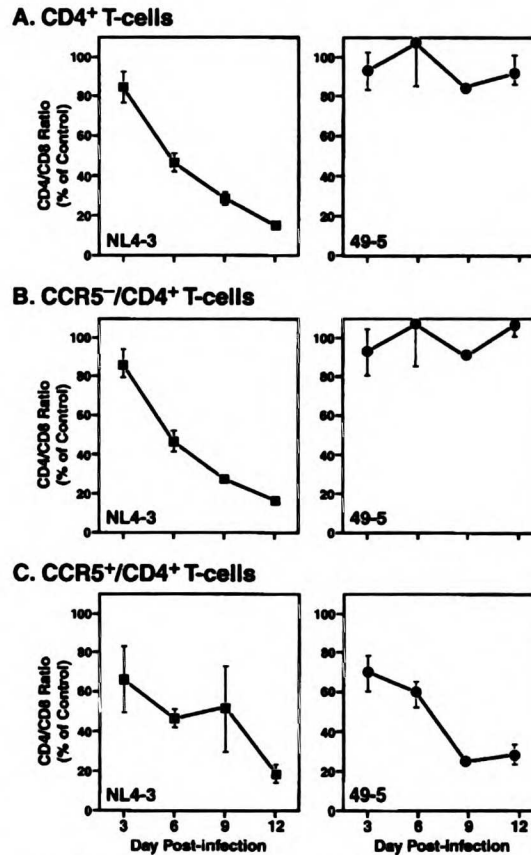 A. CD4⁺ T-cells
CD4/CD8 Ratio
(% of Control)
100
80
60
40
20
0
NL4-3
100
80
60
40
20
0
49-5
B. CCR5⁻/CD4⁺ T-cells
CD4/CD8 Ratio
(% of Control)
100
80
60
40
20
0
NL4-3
100
80
60
40
20
0
49-5
C. CCR5⁺/CD4⁺ T-cells
CD4/CD8 Ratio
(% of Control)
100
80
60
40
20
0
NL4-3
3 6 9 12
Day Post-infection
100
80
60
40
20
0
49-5
3 6 9 12
Day Post-infection